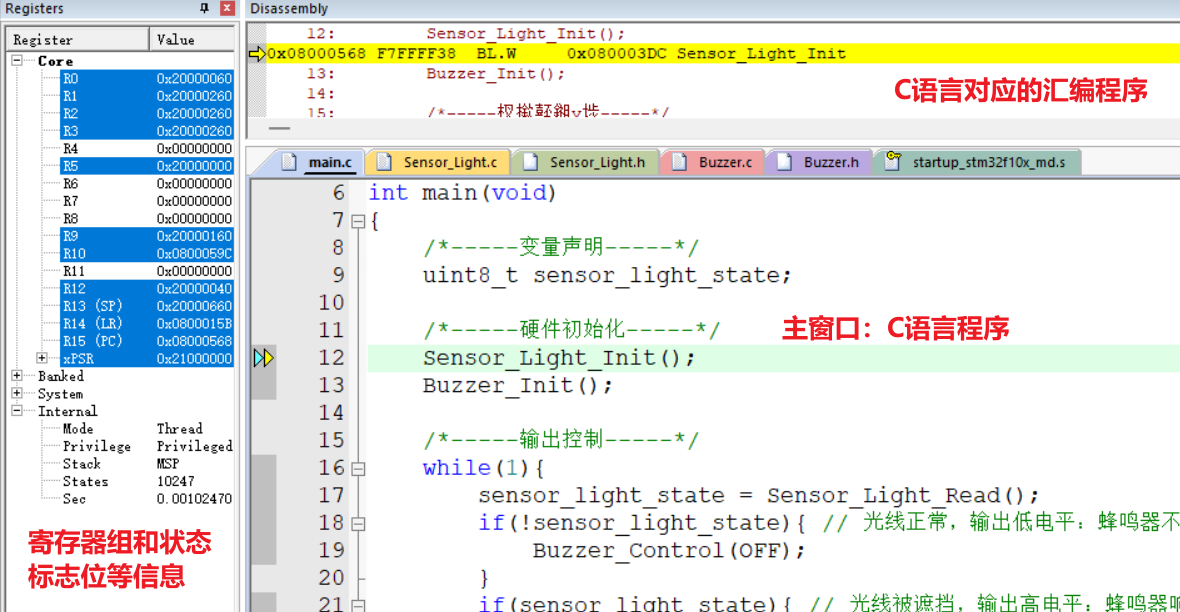 Registers
Register Value
Core
R0 0x20000060
R1 0x20000260
R2 0x20000260
R3 0x20000260
R4 0x00000000
R5 0x20000000
R6 0x00000000
R7 0x00000000
R8 0x00000000
R9 0x20000160
R10 0x0800059C
R11 0x00000000
R12 0x20000040
R13 (SP) 0x20000660
R14 (LR) 0x0800015B
R15 (PC) 0x08000568
xPSR 0x21000000
Banked
System
Internal
Mode Thread
Privilege Privileged
Stack MSP
States 10247
Sec 0.00102470
寄存器组和状态
标志位等信息
Disassembly
12: Sensor_Light_Init();
0x08000568 F7FFFF38 BL.W 0x080003DC Sensor_Light_Init
13: Buzzer_Init();
14:
15: /*----- -----*/
C语言对应的汇编程序
main.c Sensor_Light.c Sensor_Light.h Buzzer.c Buzzer.h startup_stm32f10x_md.s
6 int main(void)
7 {
8 /*-----变量声明-----*/
9 uint8_t sensor_light_state;
10
11 /*-----硬件初始化-----*/
主窗口：C语言程序
12 Sensor_Light_Init();
13 Buzzer_Init();
14
15 /*-----输出控制-----*/
16 while(1){
17 sensor_light_state = Sensor_Light_Read();
18 if(!sensor_light_state){ // 光线正常，输出低电平：蜂鸣器不
19 Buzzer_Control(OFF);
20 }
21 if(sensor_light_state){ // 光线被遮挡，输出高电平：蜂鸣器响